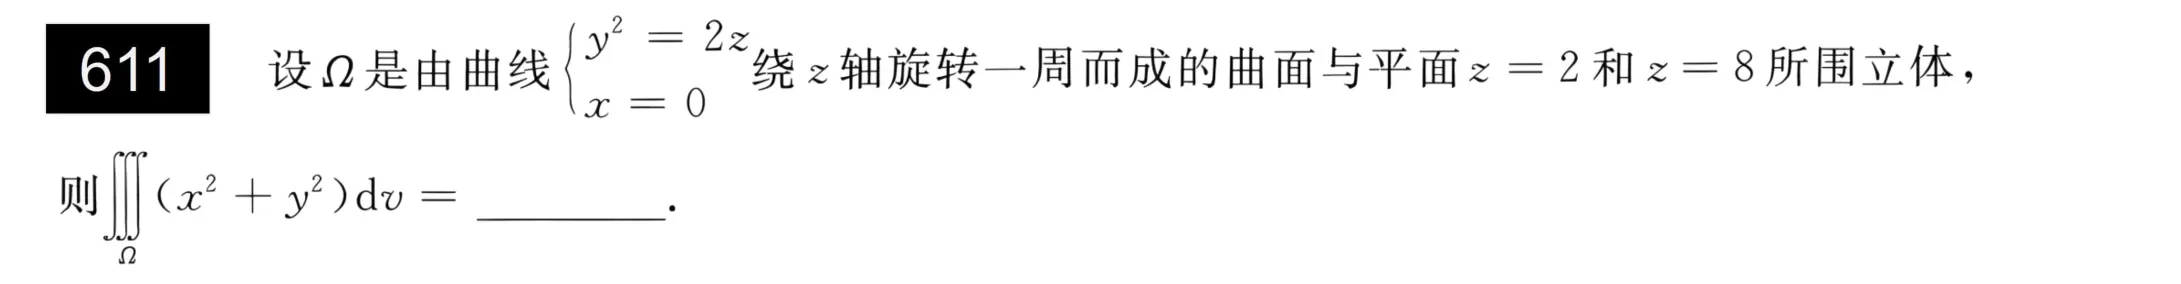 611 设Ω是由曲线{y² = 2z, x = 0 绕z轴旋转一周而成的曲面与平面z = 2和z = 8所围立体,
则∭_Ω (x² + y²)dv = ________.